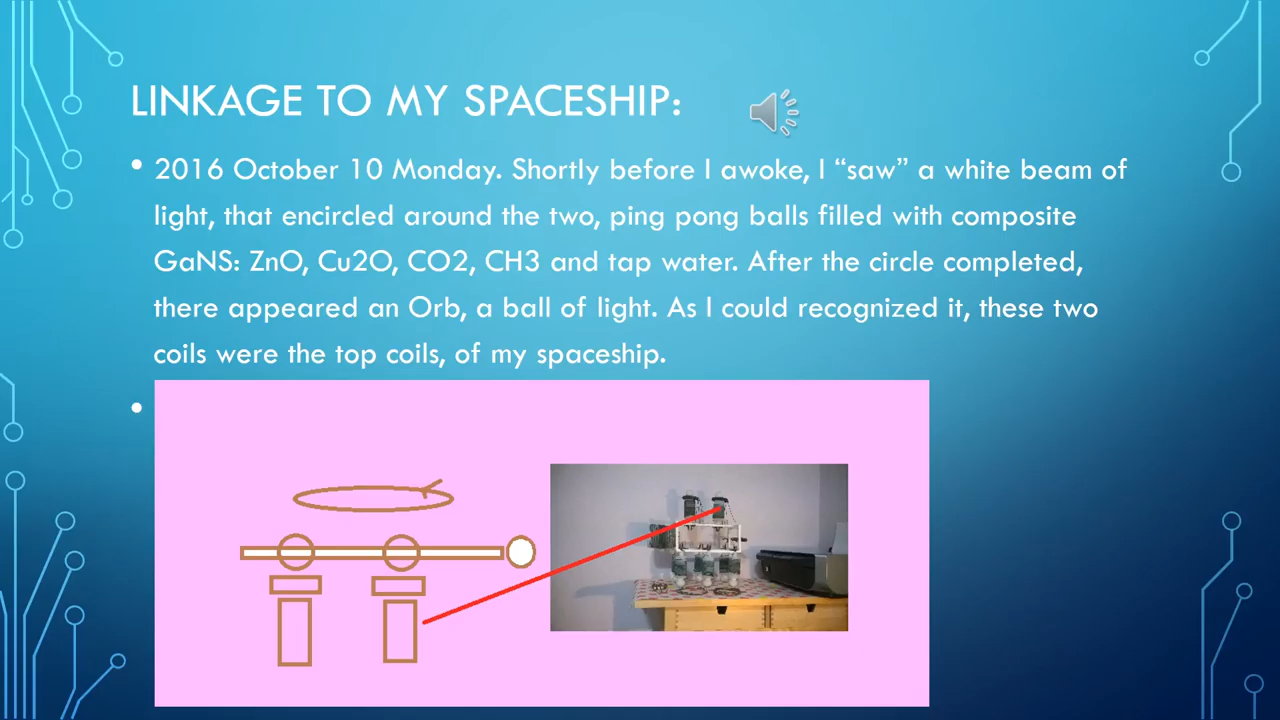 LINKAGE TO MY SPACESHIP:
• 2016 October 10 Monday. Shortly before I awoke, I “saw” a white beam of
light, that encircled around the two, ping pong balls filled with composite
GaNS: ZnO, Cu2O, CO2, CH3 and tap water. After the circle completed,
there appeared an Orb, a ball of light. As I could recognized it, these two
coils were the top coils, of my spaceship.
•